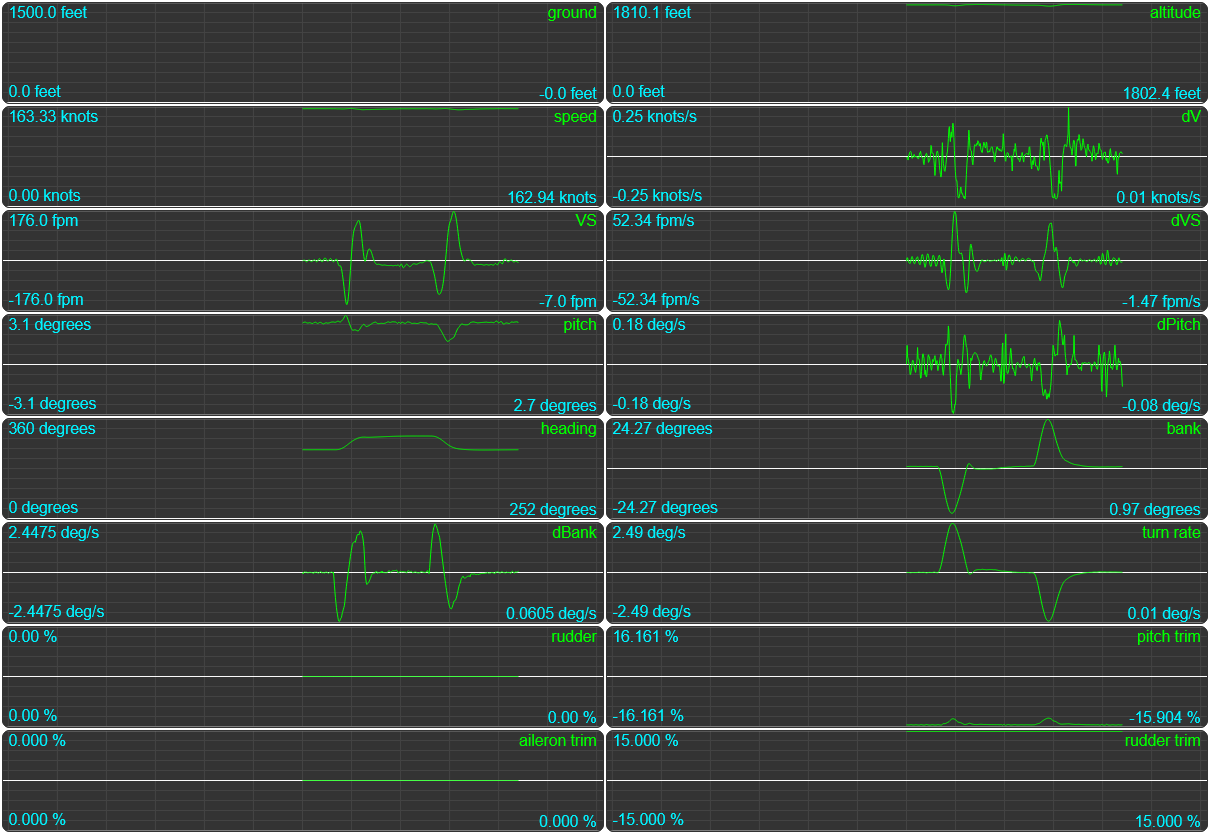 1500.0 feet ground
0.0 feet -0.0 feet
1810.1 feet altitude
0.0 feet 1802.4 feet
163.33 knots speed
0.00 knots 162.94 knots
0.25 knots/s dV
-0.25 knots/s 0.01 knots/s
176.0 fpm VS
-176.0 fpm -7.0 fpm
52.34 fpm/s dVS
-52.34 fpm/s -1.47 fpm/s
3.1 degrees pitch
-3.1 degrees 2.7 degrees
0.18 deg/s dPitch
-0.18 deg/s -0.08 deg/s
360 degrees heading
0 degrees 252 degrees
24.27 degrees bank
-24.27 degrees 0.97 degrees
2.4475 deg/s dBank
-2.4475 deg/s 0.0605 deg/s
2.49 deg/s turn rate
-2.49 deg/s 0.01 deg/s
0.00 % rudder
0.00 % 0.00 %
16.161 % pitch trim
-16.161 % -15.904 %
0.000 % aileron trim
0.000 % 0.000 %
15.000 % rudder trim
-15.000 % 15.000 %